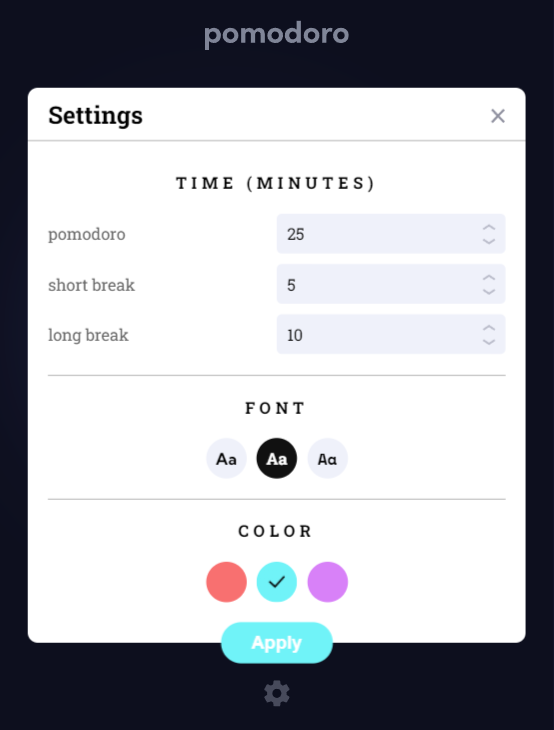 pomodoro
Settings
TIME (MINUTES)
pomodoro 25
short break 5
long break 10
FONT
Aa Aa Aa
COLOR
Apply